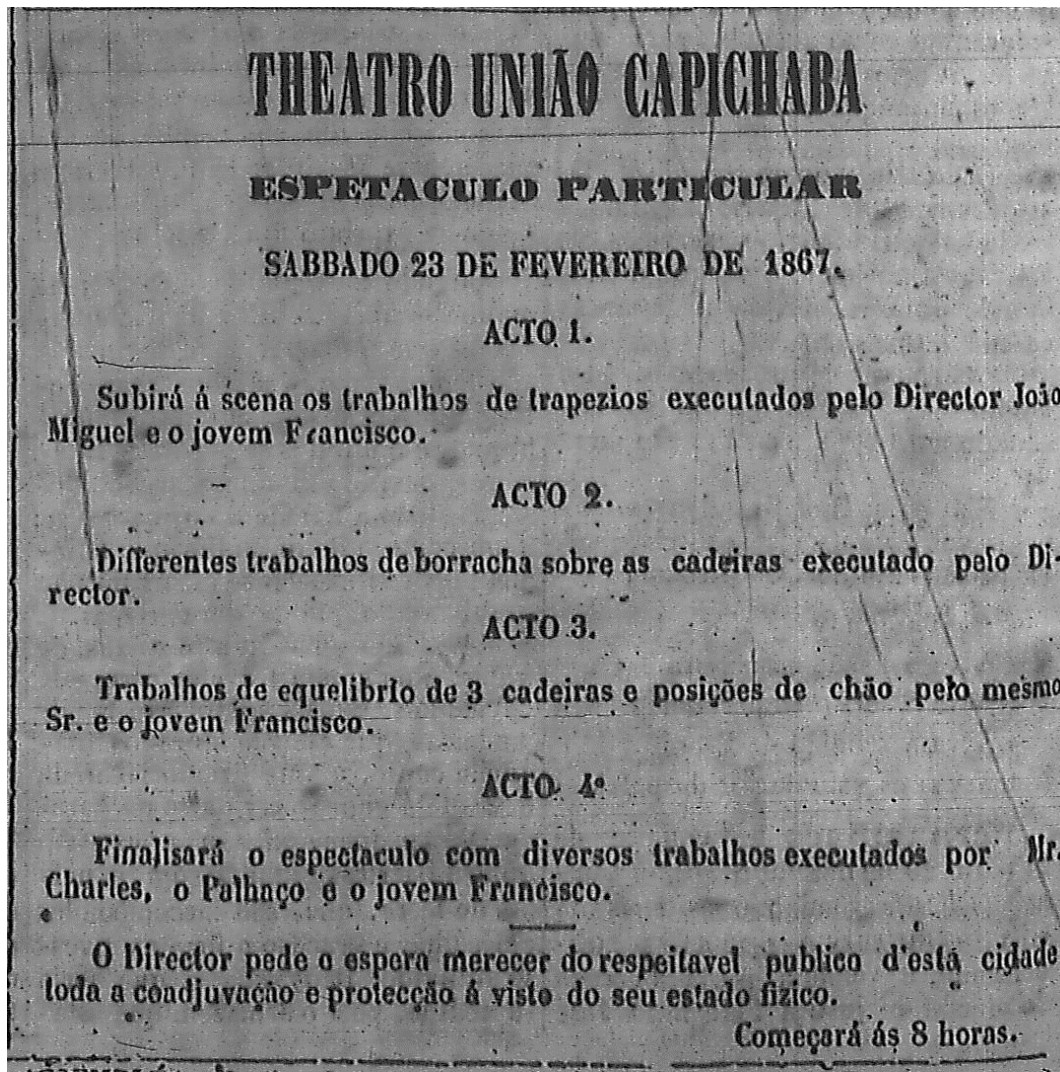 THEATRO UNIÃO CAPICHABA
ESPETACULO PARTICULAR
SABBADO 23 DE FEVEREIRO DE 1867.
ACTO 1.
Subirá á scena os trabalhos de trapezios executados pelo Director João
Miguel e o jovem Francisco.
ACTO 2.
Differentes trabalhos de borracha sobre as cadeiras executado pelo Di-
rector.
ACTO 3.
Trabalhos de equelibrio de 3 cadeiras e posições de chão pelo mesmo
Sr. e o jovem Francisco.
ACTO 4º
Finalisará o espectaculo com diversos trabalhos executados por Mr.
Charles, o Palhaço e o jovem Francisco.
O Director pede e espera merecer do respeitavel publico d'esta cidade
toda a coadjuvação e protecção á visto do seu estado fizico.
Começará ás 8 horas.